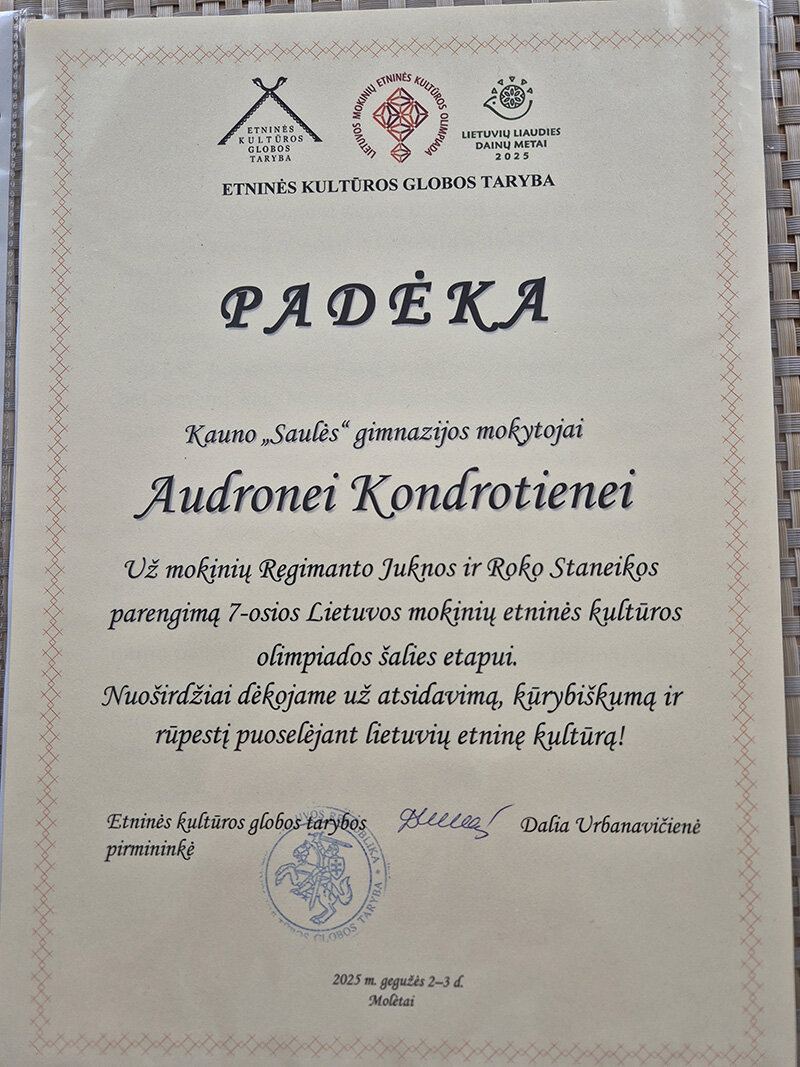 ETNINĖS
KULTŪROS
GLOBOS
TARYBA
LIETUVOS MOKINIŲ ETNINĖS KULTŪROS OLIMPIADA
LIETUVIŲ LIAUDIES
DAINŲ METAI
2025
ETNINĖS KULTŪROS GLOBOS TARYBA
PADĖKA
Kauno „Saulės“ gimnazijos mokytojai
Audronei Kondrotienei
Už mokinių Regimanto Juknos ir Roko Staneikos
parengimą 7-osios Lietuvos mokinių etninės kultūros
olimpiados šalies etapui.
Nuoširdžiai dėkojame už atsidavimą, kūrybiškumą ir
rūpestį puoselėjant lietuvių etninę kultūrą!
Etninės kultūros globos tarybos
pirmininkė
Dalia Urbanavičienė
GLOBOS TARYBA
2025 m. gegužės 2–3 d.
Molėtai